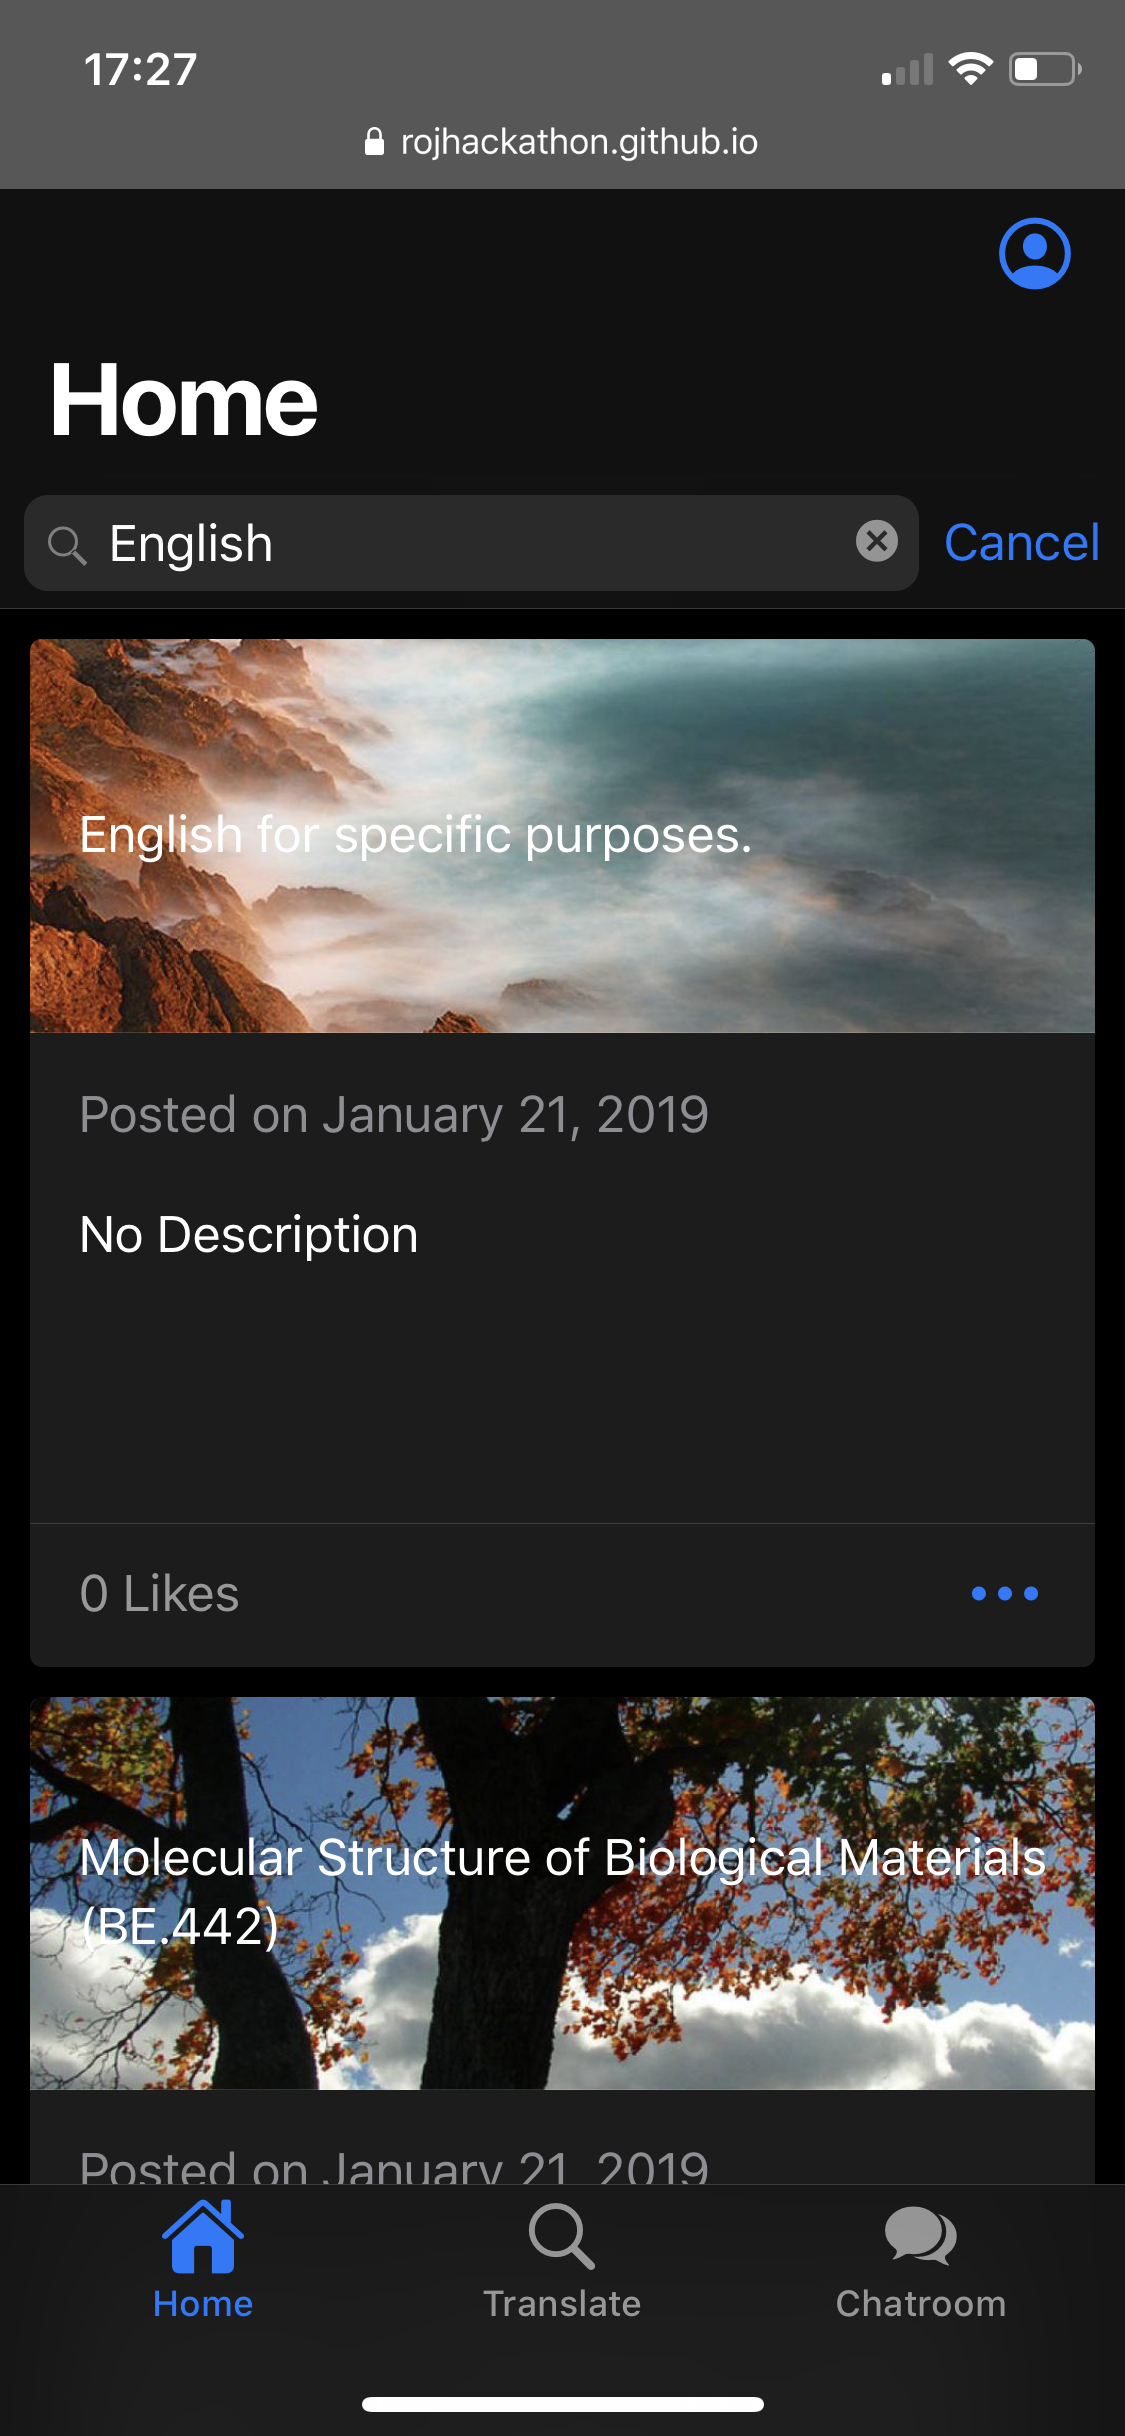 17:27
rojhackathon.github.io
Home
English
Cancel
English for specific purposes.
Posted on January 21, 2019
No Description
0 Likes
Molecular Structure of Biological Materials
(BE.442)
Posted on January 21, 2019
Home
Translate
Chatroom